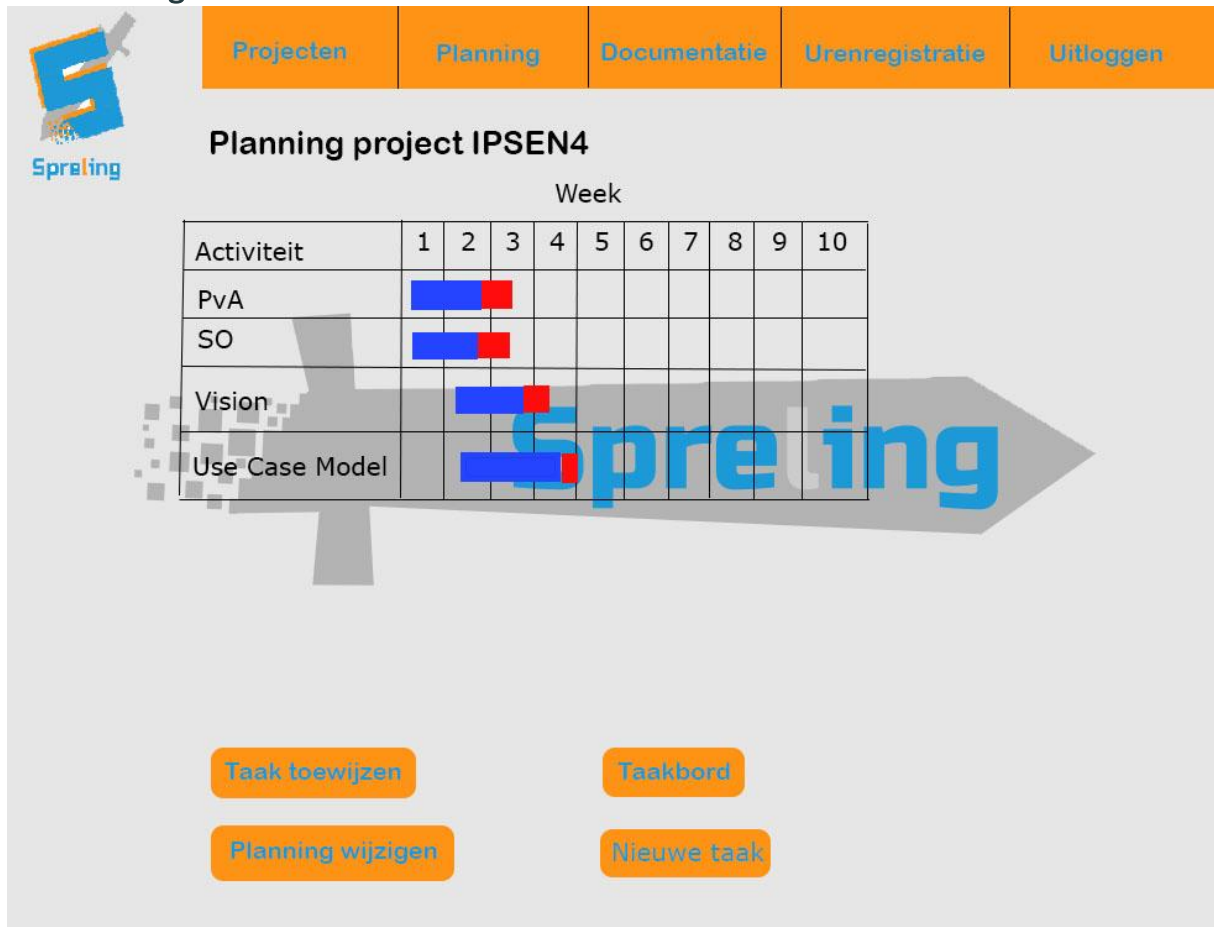 Projecten Planning Documentatie Urenregistratie Uitloggen
Spreling
Planning project IPSEN4
Week
Activiteit 1 2 3 4 5 6 7 8 9 10
PvA
SO
Vision
Spreling
Use Case Model
Taak toewijzen Taakbord
Planning wijzigen Nieuwe taak